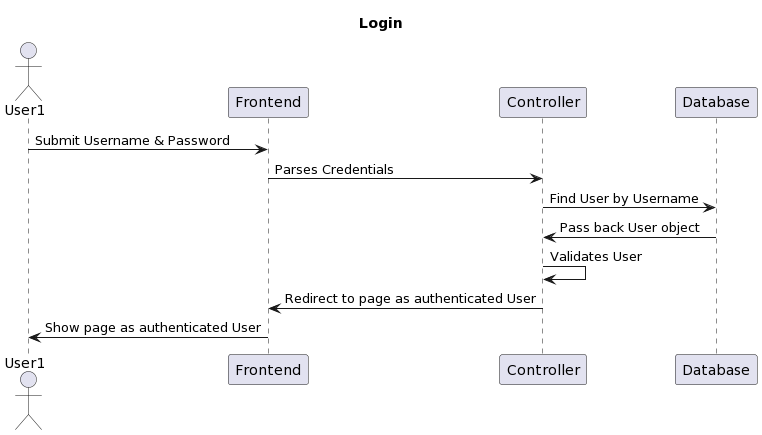 Login
User1
Frontend
Controller
Database
Submit Username & Password
Parses Credentials
Find User by Username
Pass back User object
Validates User
Redirect to page as authenticated User
Show page as authenticated User
User1
Frontend
Controller
Database